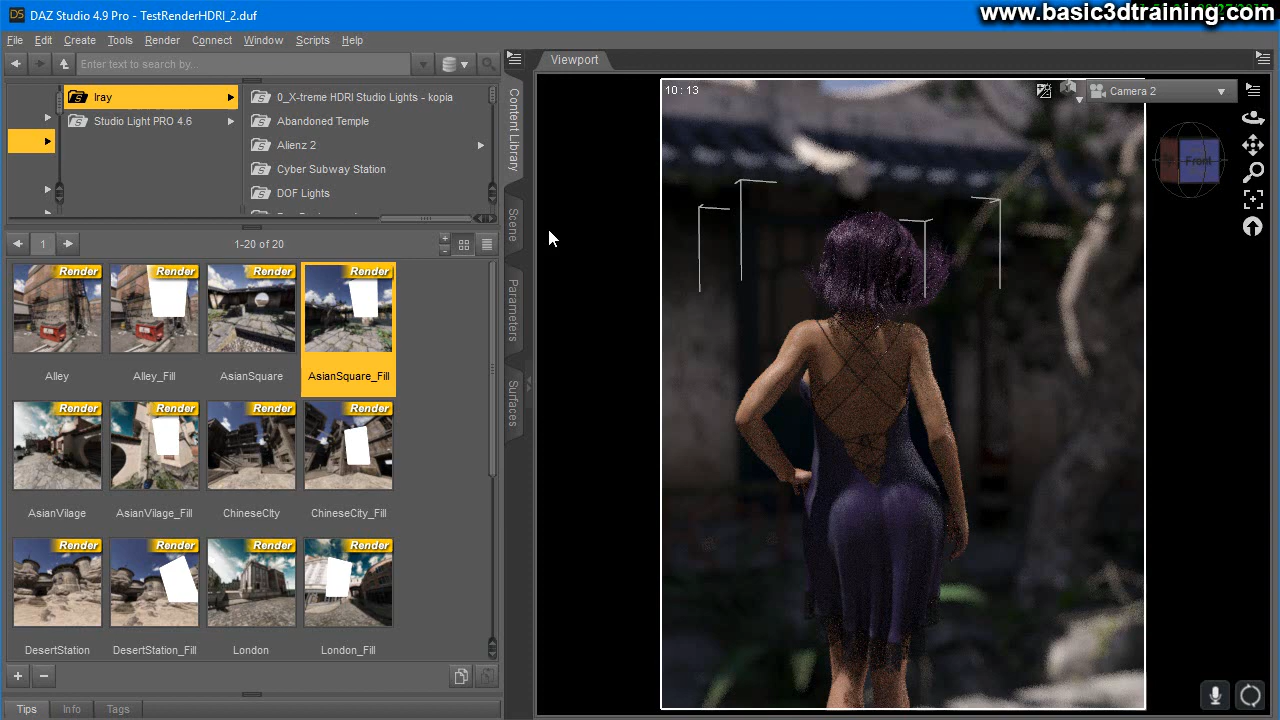 DAZ Studio 4.9 Pro - TestRenderHDRI_2.duf
www.basic3dtraining.com
File Edit Create Tools Render Connect Window Scripts Help
Enter text to search by...
Viewport
Iray
Studio Light PRO 4.6
0_X-treme HDRI Studio Lights - kopia
Abandoned Temple
Alienz 2
Cyber Subway Station
DOF Lights
Content Library
Scene
Parameters
Surfaces
10 : 13
Camera 2
Front
1
1-20 of 20
Render Render Render Render
Alley Alley_Fill AsianSquare AsianSquare_Fill
Render Render Render Render
AsianVilage AsianVilage_Fill ChineseCIty ChineseCIty_Fill
Render Render Render Render
DesertStation DesertStation_Fill London London_Fill
Tips Info Tags